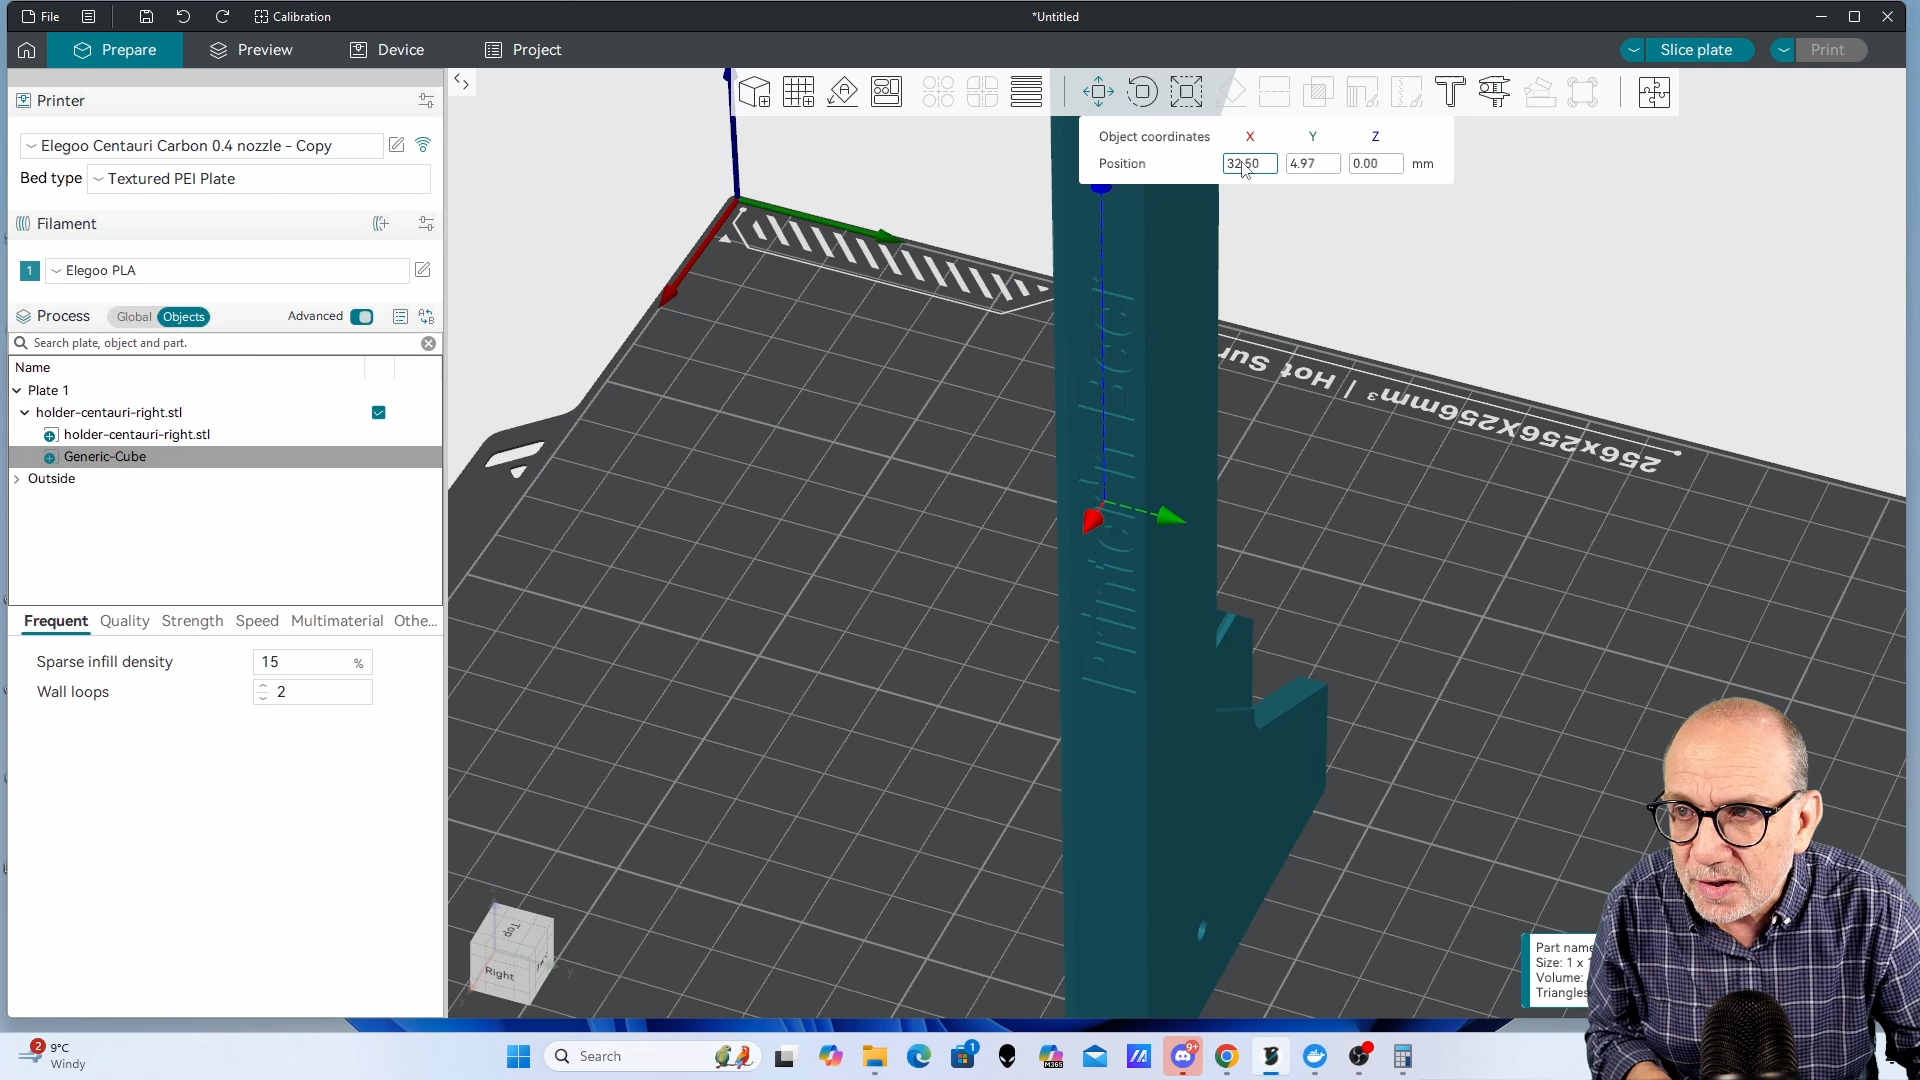 File
Calibration
*Untitled
Prepare
Preview
Device
Project
Slice plate
Print
Printer
Elegoo Centauri Carbon 0.4 nozzle - Copy
Bed type
Textured PEI Plate
Filament
1
Elegoo PLA
Process
Global
Objects
Advanced
Search plate, object and part.
Name
Plate 1
holder-centauri-right.stl
holder-centauri-right.stl
Generic-Cube
Outside
Frequent
Quality
Strength
Speed
Multimaterial
Othe...
Sparse infill density
15
%
Wall loops
2
Object coordinates
X
Y
Z
Position
32.50
4.97
0.00
mm
256x256x256mm³ | Hot Sur
Top
Right
Part name
Size: 1 x
Volume:
Triangles
2
9°C
Windy
Search
1
M365
9+